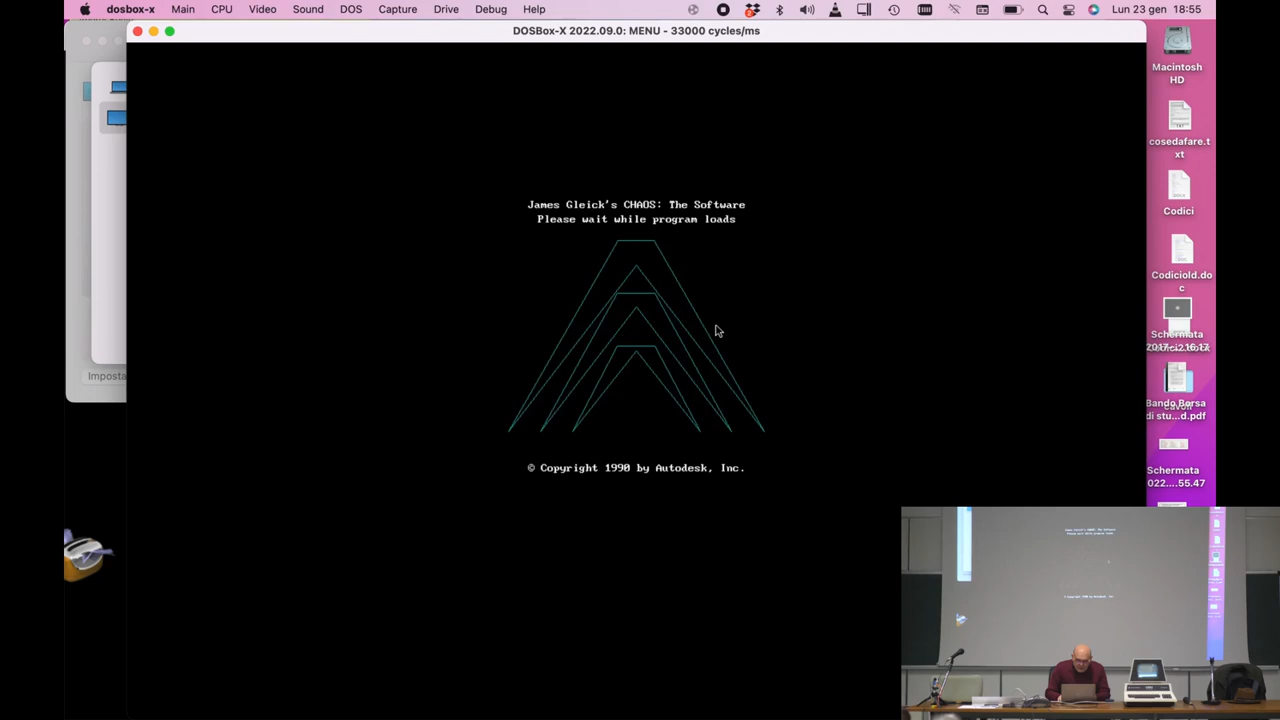 dosbox-x Main CPU Video Sound DOS Capture Drive Debug Help Lun 23 gen 18:55
DOSBox-X 2022.09.0: MENU - 33000 cycles/ms
Macintosh
HD
cosedafare.t
xt
Codici
Codiciold.do
c
James Gleick's CHAOS: The Software
Please wait while program loads
Schermata
Imposta
Bando Borsa
di stu...d.pdf
© Copyright 1990 by Autodesk, Inc.
Schermata
022....55.47